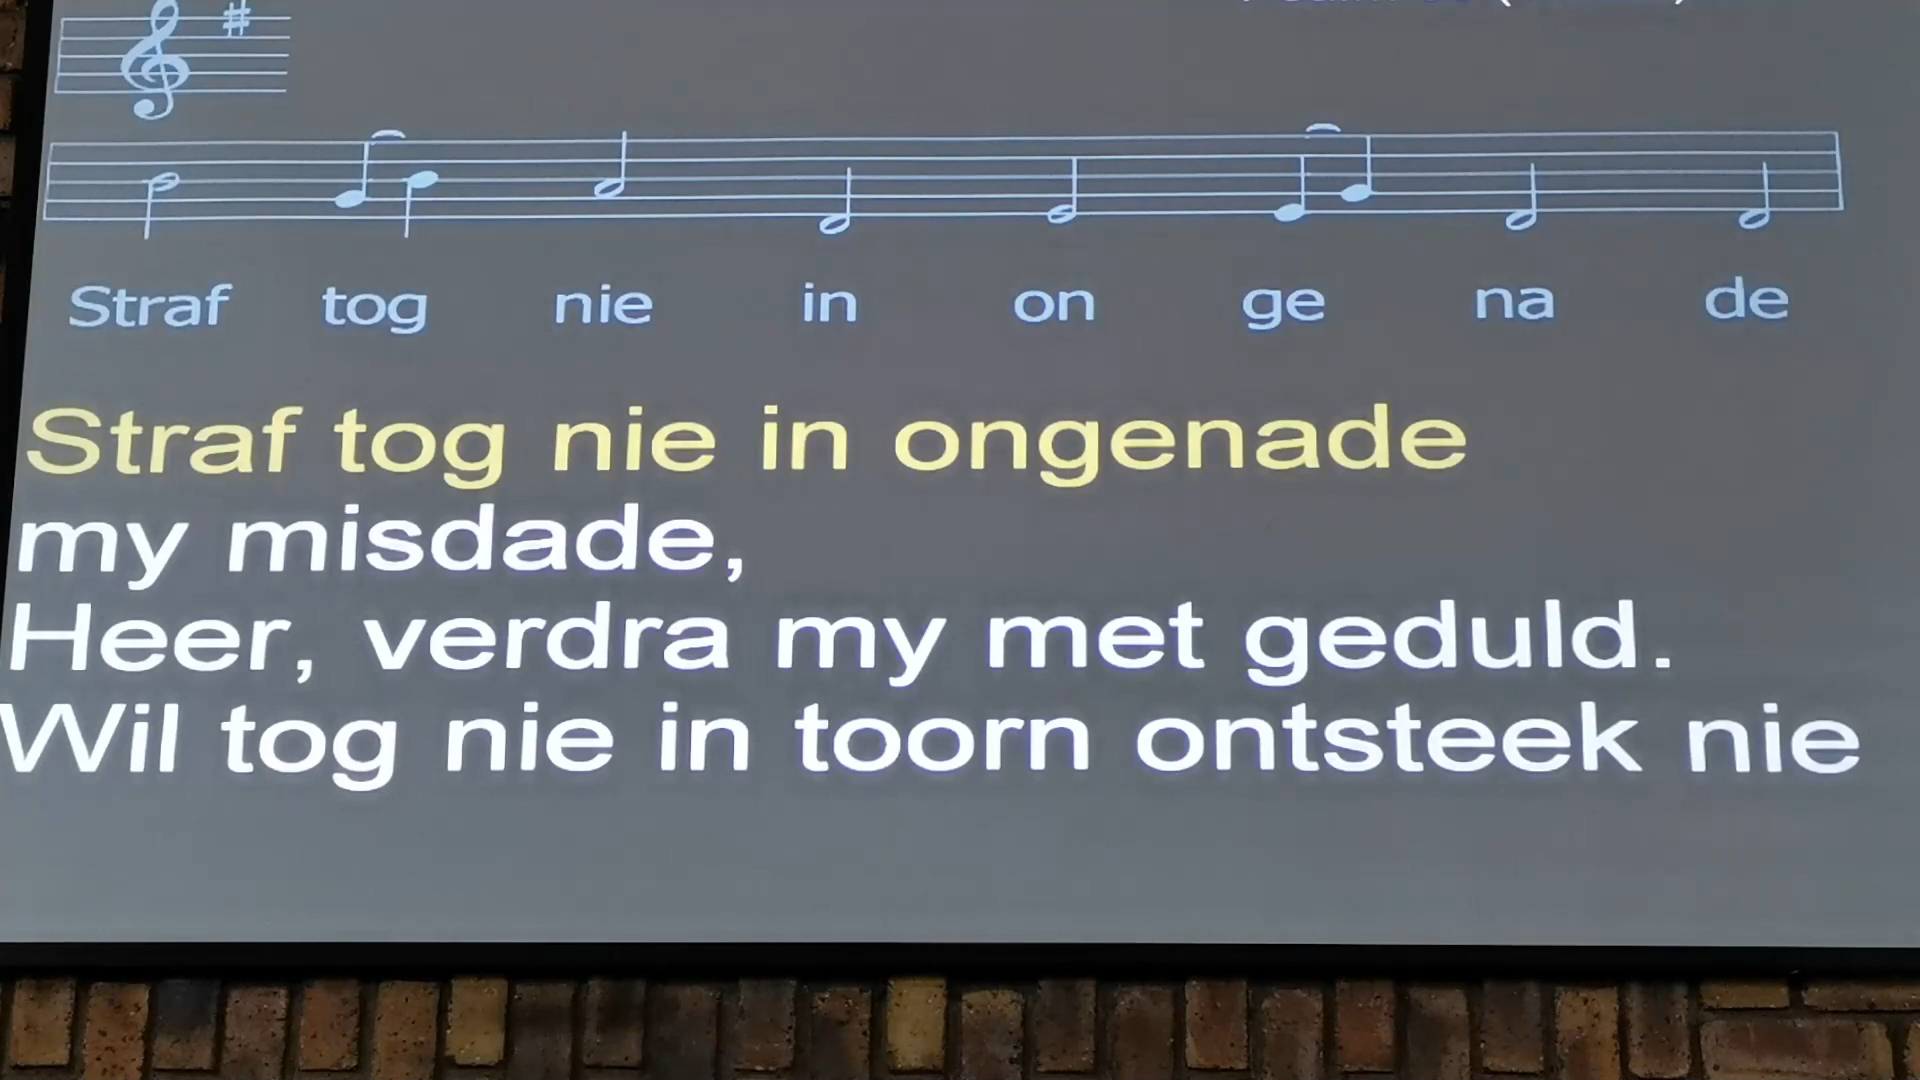 Straf tog nie in on ge na de
Straf tog nie in ongenade
my misdade,
Heer, verdra my met geduld.
Wil tog nie in toorn ontsteek nie